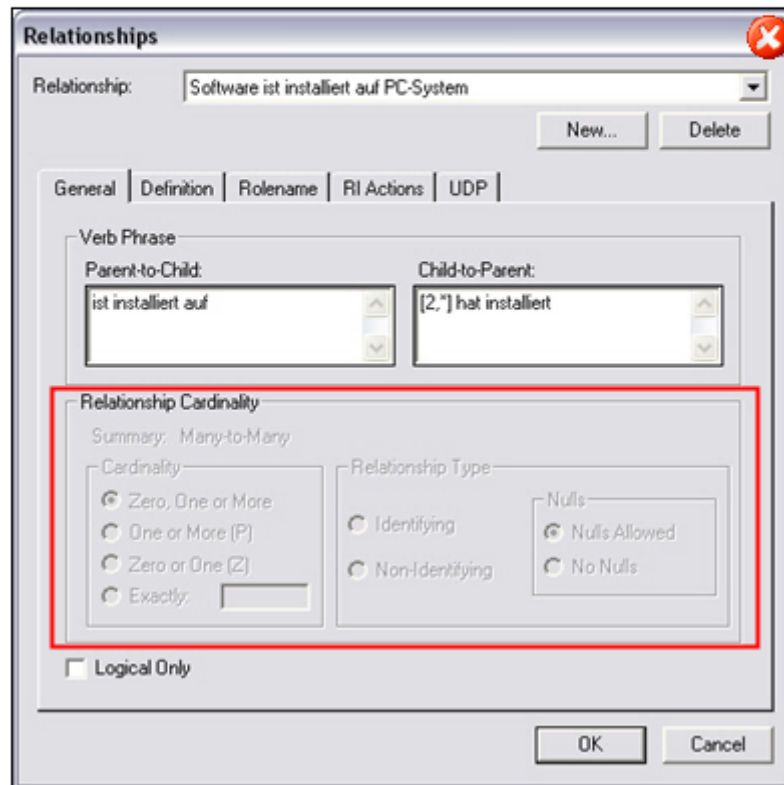 Relationships
Relationship: Software ist installiert auf PC-System
New... Delete
General Definition Rolename RI Actions UDP
Verb Phrase
Parent-to-Child: Child-to-Parent:
ist installiert auf [2,*] hat installiert
Relationship Cardinality
Summary: Many-to-Many
Cardinality Relationship Type
Zero, One or More Nulls
One or More (P) Identifying Nulls Allowed
Zero or One (Z) Non-Identifying No Nulls
Exactly:
Logical Only
OK Cancel